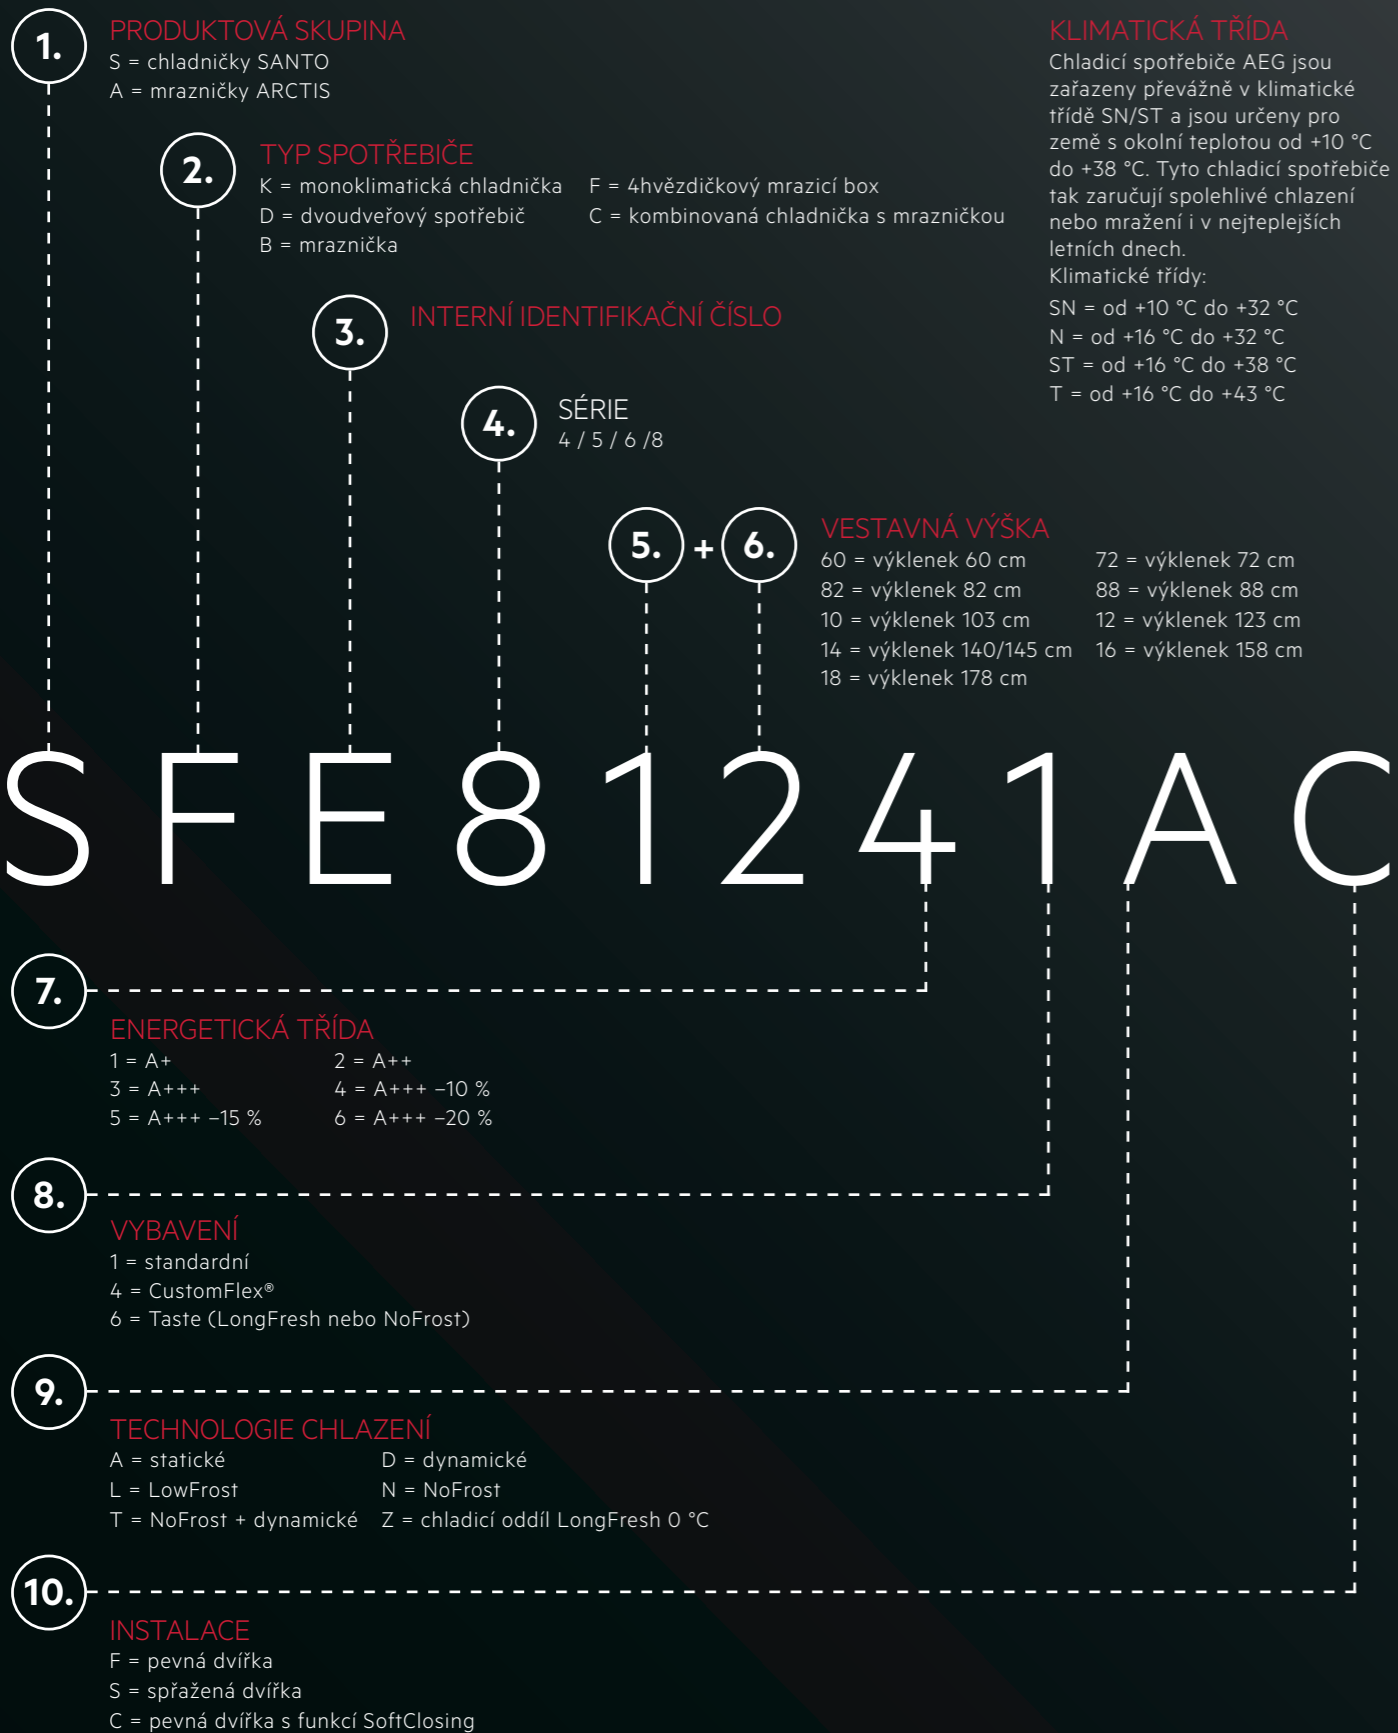 1.
PRODUKTOVÁ SKUPINA
S = chladničky SANTO
A = mrazničky ARCTIS
KLIMATICKÁ TŘÍDA
Chladicí spotřebiče AEG jsou
zařazeny převážně v klimatické
třídě SN/ST a jsou určeny pro
země s okolní teplotou od +10 °C
do +38 °C. Tyto chladicí spotřebiče
tak zaručují spolehlivé chlazení
nebo mražení i v nejteplejších
letních dnech.
Klimatické třídy:
SN = od +10 °C do +32 °C
N = od +16 °C do +32 °C
ST = od +16 °C do +38 °C
T = od +16 °C do +43 °C
2.
TYP SPOTŘEBIČE
K = monoklimatická chladnička F = 4hvězdičkový mrazicí box
D = dvoudveřový spotřebič C = kombinovaná chladnička s mrazničkou
B = mraznička
3.
INTERNÍ IDENTIFIKAČNÍ ČÍSLO
4.
SÉRIE
4 / 5 / 6 /8
5. + 6.
VESTAVNÁ VÝŠKA
60 = výklenek 60 cm 72 = výklenek 72 cm
82 = výklenek 82 cm 88 = výklenek 88 cm
10 = výklenek 103 cm 12 = výklenek 123 cm
14 = výklenek 140/145 cm 16 = výklenek 158 cm
18 = výklenek 178 cm
S F E 8 1 2 4 1 A C
7.
ENERGETICKÁ TŘÍDA
1 = A+ 2 = A++
3 = A+++ 4 = A+++ –10 %
5 = A+++ –15 % 6 = A+++ –20 %
8.
VYBAVENÍ
1 = standardní
4 = CustomFlex®
6 = Taste (LongFresh nebo NoFrost)
9.
TECHNOLOGIE CHLAZENÍ
A = statické D = dynamické
L = LowFrost N = NoFrost
T = NoFrost + dynamické Z = chladicí oddíl LongFresh 0 °C
10.
INSTALACE
F = pevná dvířka
S = spřažená dvířka
C = pevná dvířka s funkcí SoftClosing